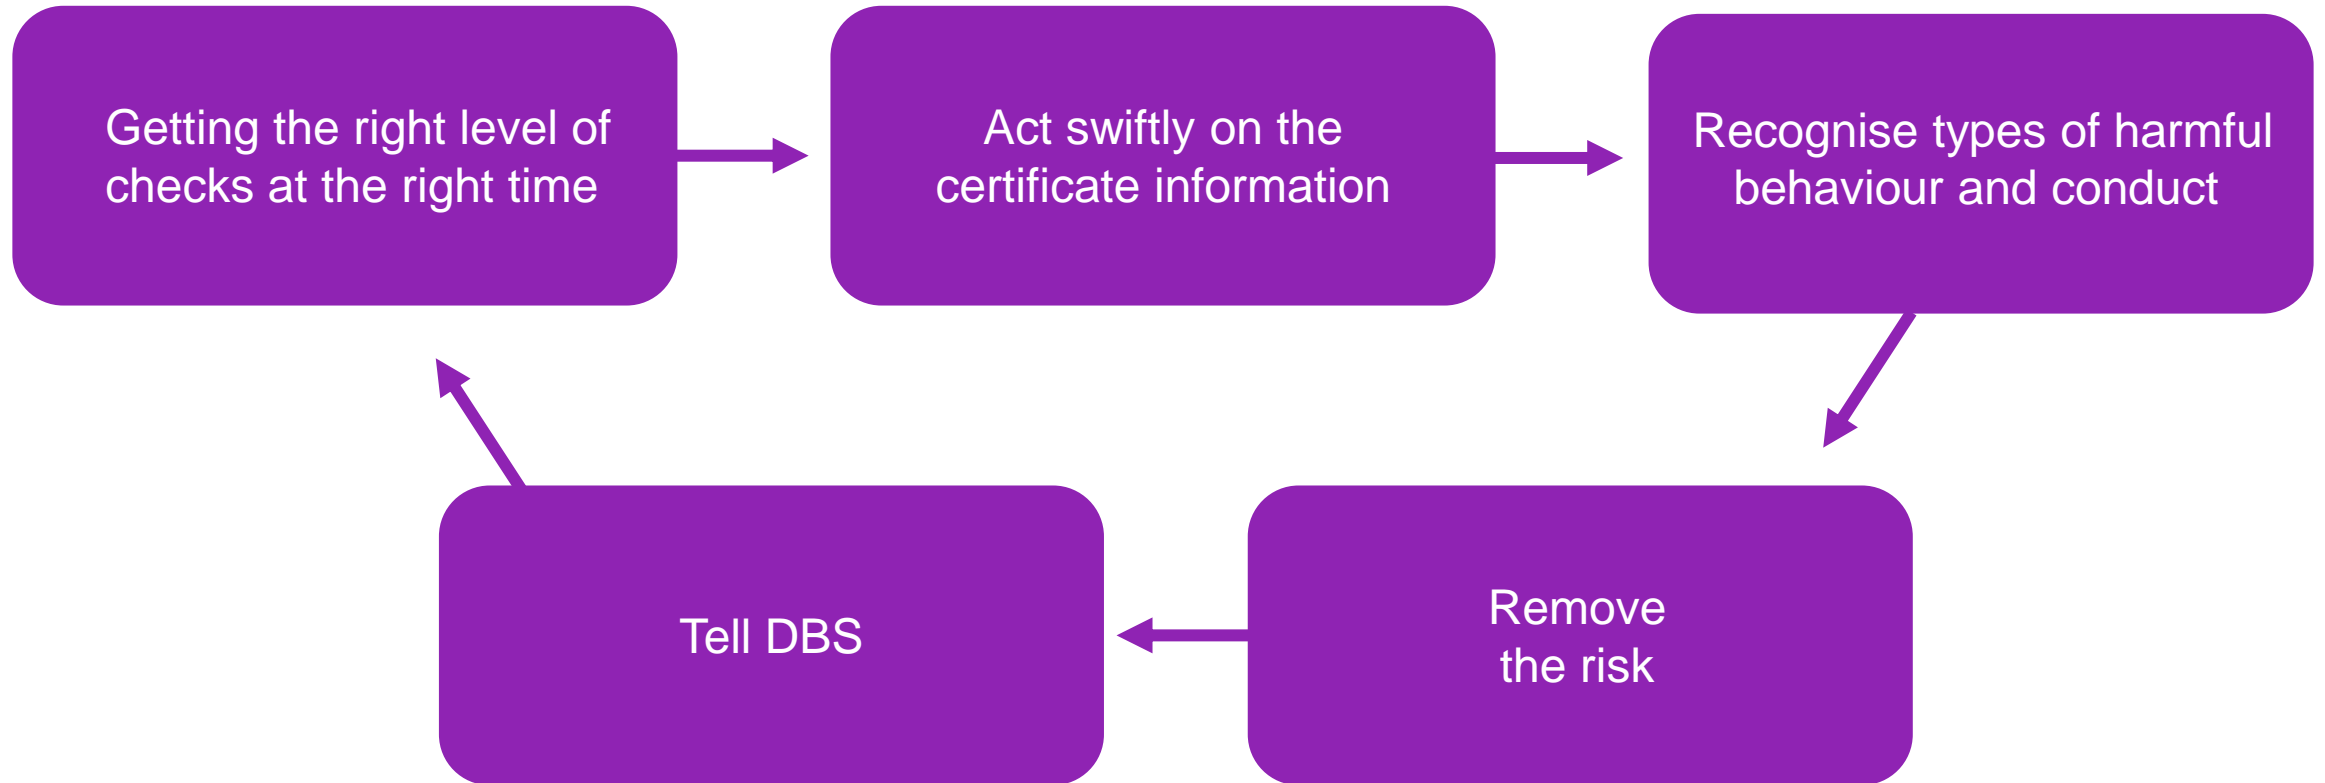 Getting the right level of
checks at the right time
Act swiftly on the
certificate information
Recognise types of harmful
behaviour and conduct
Tell DBS
Remove
the risk